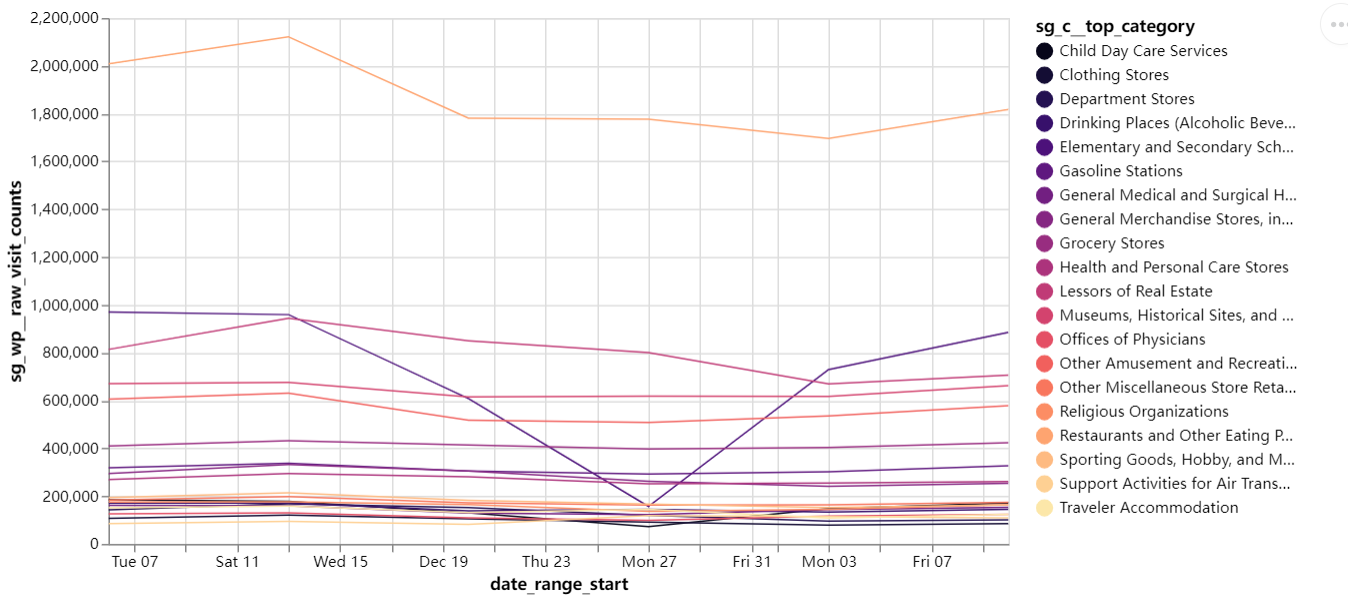 2,200,000
2,000,000
1,800,000
1,600,000
1,400,000
1,200,000
1,000,000
800,000
600,000
400,000
200,000
0
sg_wp__raw_visit_counts
Tue 07 Sat 11 Wed 15 Dec 19 Thu 23 Mon 27 Fri 31 Mon 03 Fri 07
date_range_start
sg_c__top_category
Child Day Care Services
Clothing Stores
Department Stores
Drinking Places (Alcoholic Beve...
Elementary and Secondary Sch...
Gasoline Stations
General Medical and Surgical H...
General Merchandise Stores, in...
Grocery Stores
Health and Personal Care Stores
Lessors of Real Estate
Museums, Historical Sites, and ...
Offices of Physicians
Other Amusement and Recreati...
Other Miscellaneous Store Reta...
Religious Organizations
Restaurants and Other Eating P...
Sporting Goods, Hobby, and M...
Support Activities for Air Trans...
Traveler Accommodation